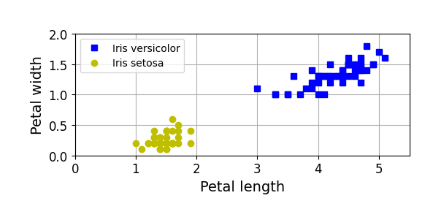 2.0
1.5
1.0
0.5
0.0
Petal width
Iris versicolor
Iris setosa
0 1 2 3 4 5
Petal length